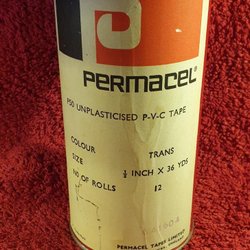 PERMACEL
P50 UNPLASTICISED P-V-C TAPE
COLOUR TRANS
SIZE ½ INCH X 36 YDS
NO OF ROLLS 12
PERMACEL TAPES LIMITED